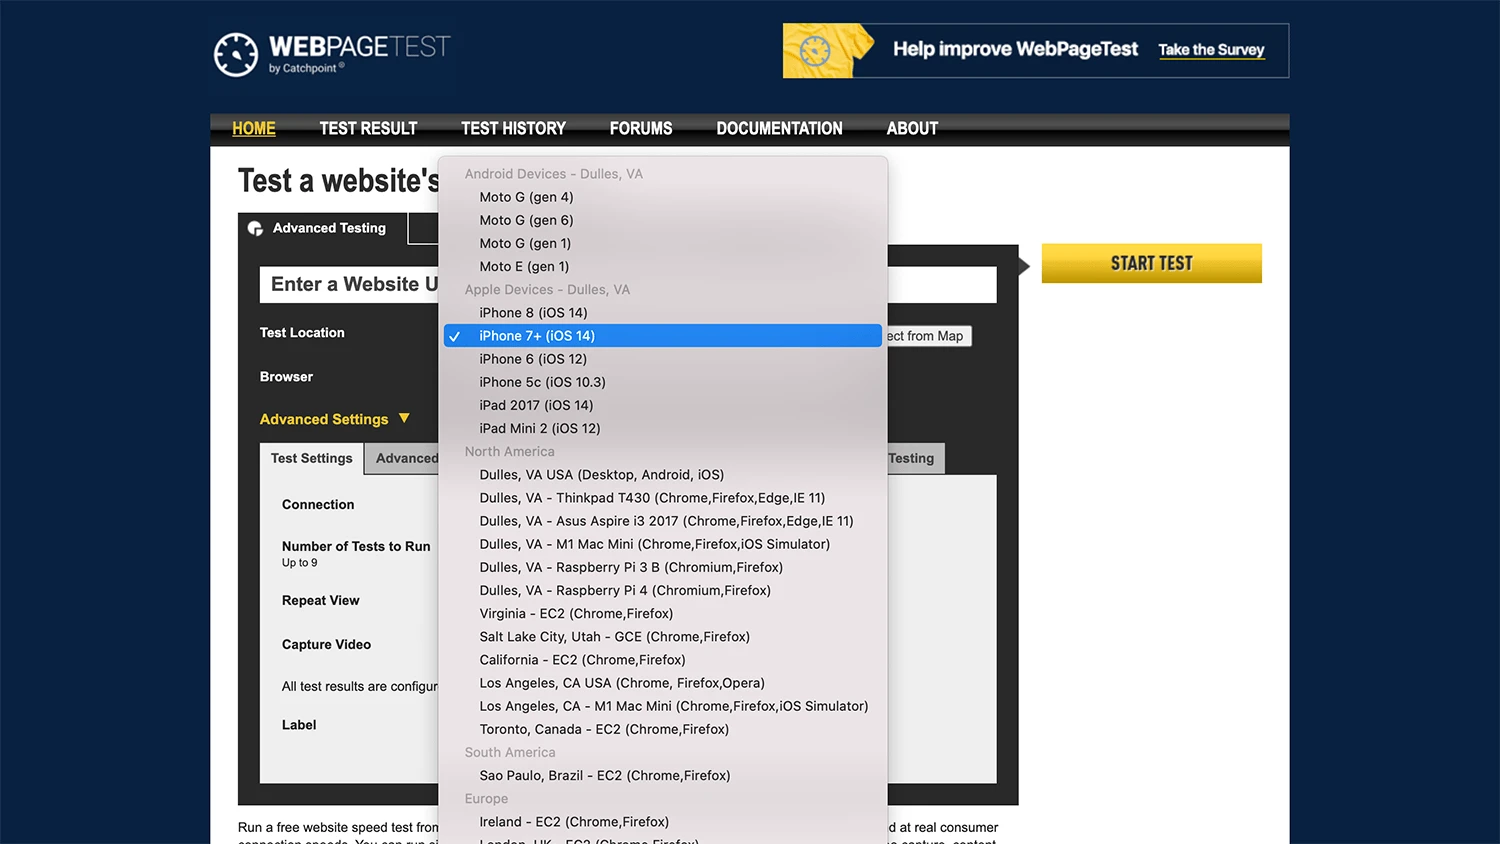 WEBPAGETEST
by Catchpoint ®
Help improve WebPageTest Take the Survey
HOME TEST RESULT TEST HISTORY FORUMS DOCUMENTATION ABOUT
Test a website's
Advanced Testing
Enter a Website U
START TEST
Test Location
ect from Map
Browser
Advanced Settings ▼
Test Settings Advanced Testing
Connection
Number of Tests to Run
Up to 9
Repeat View
Capture Video
All test results are configur
Label
Android Devices - Dulles, VA
Moto G (gen 4)
Moto G (gen 6)
Moto G (gen 1)
Moto E (gen 1)
Apple Devices - Dulles, VA
iPhone 8 (iOS 14)
✓ iPhone 7+ (iOS 14)
iPhone 6 (iOS 12)
iPhone 5c (iOS 10.3)
iPad 2017 (iOS 14)
iPad Mini 2 (iOS 12)
North America
Dulles, VA USA (Desktop, Android, iOS)
Dulles, VA - Thinkpad T430 (Chrome,Firefox,Edge,IE 11)
Dulles, VA - Asus Aspire i3 2017 (Chrome,Firefox,Edge,IE 11)
Dulles, VA - M1 Mac Mini (Chrome,Firefox,iOS Simulator)
Dulles, VA - Raspberry Pi 3 B (Chromium,Firefox)
Dulles, VA - Raspberry Pi 4 (Chromium,Firefox)
Virginia - EC2 (Chrome,Firefox)
Salt Lake City, Utah - GCE (Chrome,Firefox)
California - EC2 (Chrome,Firefox)
Los Angeles, CA USA (Chrome, Firefox,Opera)
Los Angeles, CA - M1 Mac Mini (Chrome,Firefox,iOS Simulator)
Toronto, Canada - EC2 (Chrome,Firefox)
South America
Sao Paulo, Brazil - EC2 (Chrome,Firefox)
Europe
Ireland - EC2 (Chrome,Firefox)
London, UK - EC2 (Chrome,Firefox)
Run a free website speed test from d at real consumer